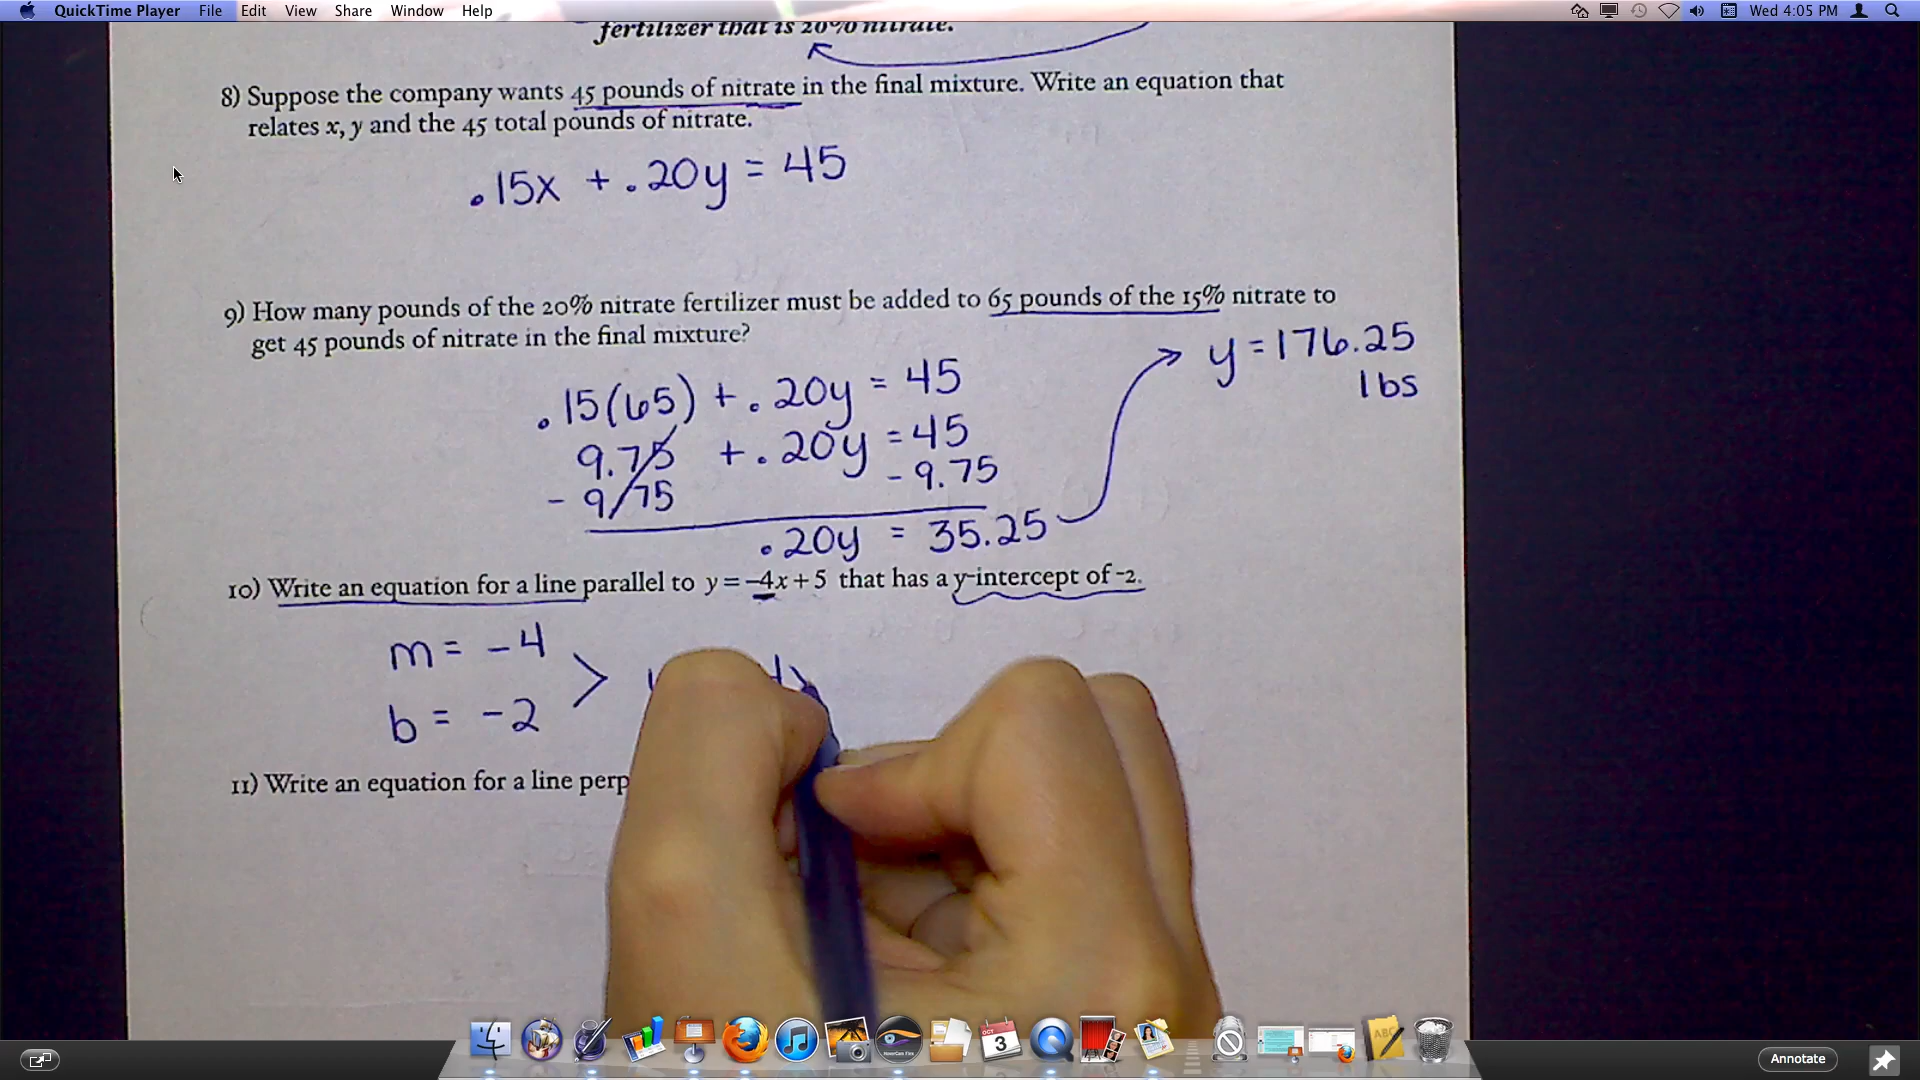 QuickTime Player File Edit View Share Window Help Wed 4:05 PM
fertilizer that is 20% nitrate.
8) Suppose the company wants 45 pounds of nitrate in the final mixture. Write an equation that
relates x, y and the 45 total pounds of nitrate.
.15x + .20y = 45
9) How many pounds of the 20% nitrate fertilizer must be added to 65 pounds of the 15% nitrate to
get 45 pounds of nitrate in the final mixture?
y = 176.25
lbs
.15(65) + .20y = 45
9.75 + .20y = 45
- 9.75 - 9.75
.20y = 35.25
10) Write an equation for a line parallel to y = -4x + 5 that has a y-intercept of -2.
m = -4
b = -2
11) Write an equation for a line perp
OCT
3
ABC
Annotate